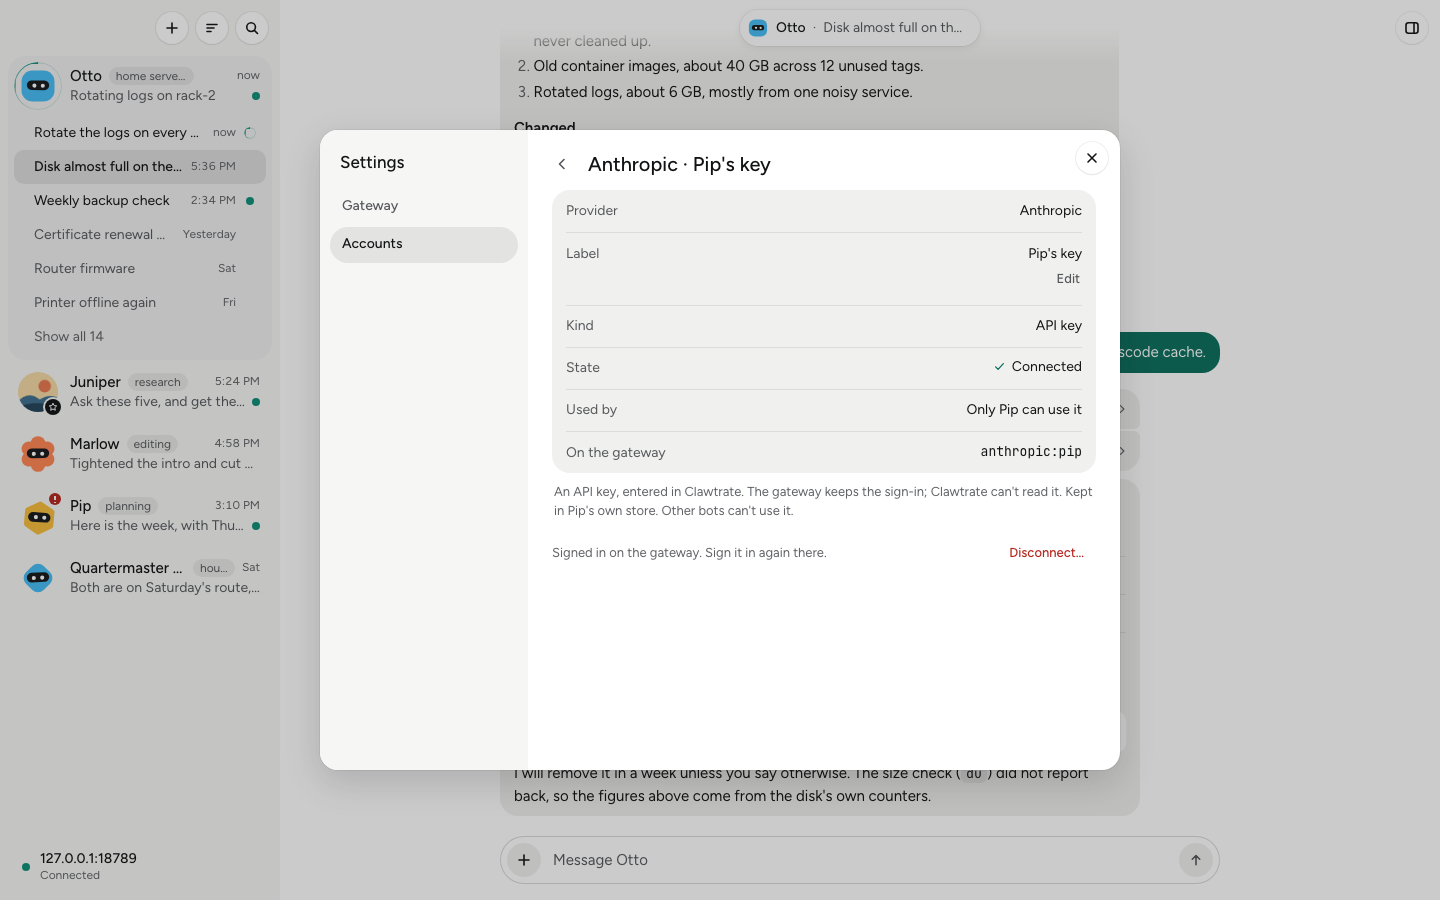 Otto home serve... now
Rotating logs on rack-2
Rotate the logs on every ... now
Disk almost full on the... 5:36 PM
Weekly backup check 2:34 PM
Certificate renewal ... Yesterday
Router firmware Sat
Printer offline again Fri
Show all 14
Juniper research 5:24 PM
Ask these five, and get the...
Marlow editing 4:58 PM
Tightened the intro and cut ...
Pip planning 3:10 PM
Here is the week, with Thu...
Quartermaster ... hou... Sat
Both are on Saturday's route,...
127.0.0.1:18789
Connected
Otto · Disk almost full on th...
never cleaned up.
2. Old container images, about 40 GB across 12 unused tags.
3. Rotated logs, about 6 GB, mostly from one noisy service.
Changed
scode cache.
Settings
Gateway
Accounts
Anthropic · Pip's key
Provider Anthropic
Label Pip's key
Edit
Kind API key
State Connected
Used by Only Pip can use it
On the gateway anthropic:pip
An API key, entered in Clawtrate. The gateway keeps the sign-in; Clawtrate can't read it. Kept
in Pip's own store. Other bots can't use it.
Signed in on the gateway. Sign it in again there. Disconnect...
I will remove it in a week unless you say otherwise. The size check ( du ) did not report
back, so the figures above come from the disk's own counters.
Message Otto